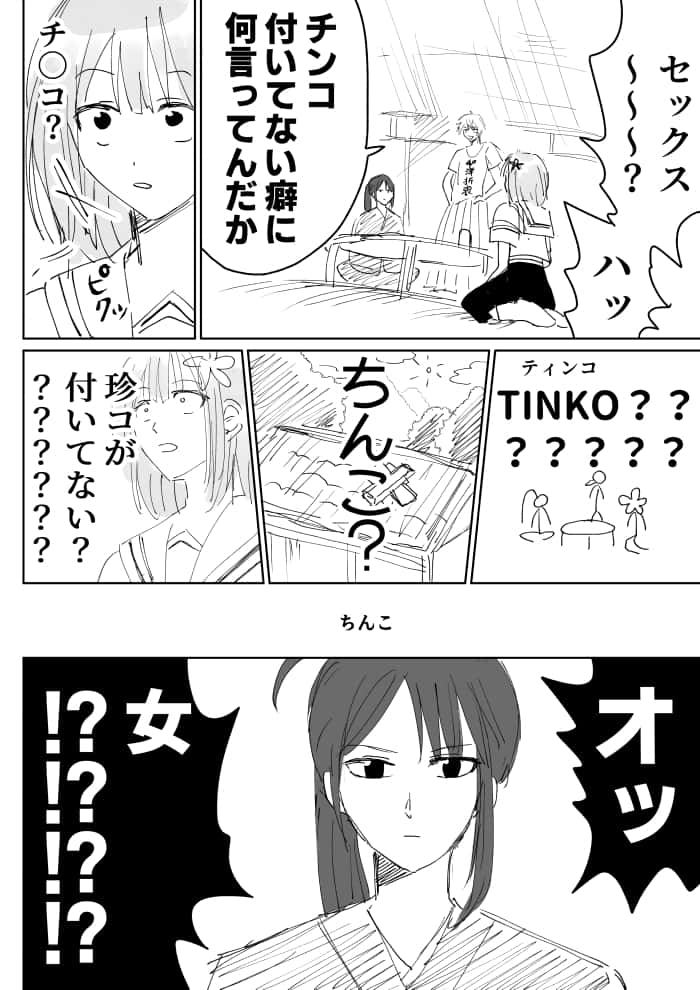 セックス
〜〜〜？
ハッ
チンコ
付いてない癖に
何言ってんだか
チ○コ？
ピクッ
ティンコ
TINKO？？
？？？？？
ちんこ？
珍コが
付いてない？
？？？？？？
ちんこ
オッ
女
!?!?!?!?